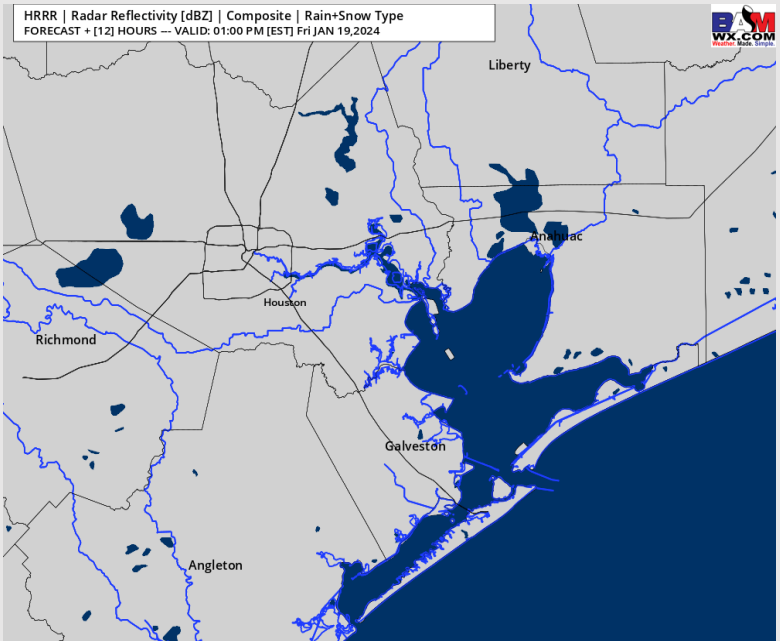 HRRR | Radar Reflectivity [dBZ] | Composite | Rain+Snow Type
FORECAST + [12] HOURS --- VALID: 01:00 PM [EST] Fri JAN 19,2024
BAM
WX.COM
Weather. Made. Simple.
Liberty
Anahuac
Houston
Richmond
Galveston
Angleton